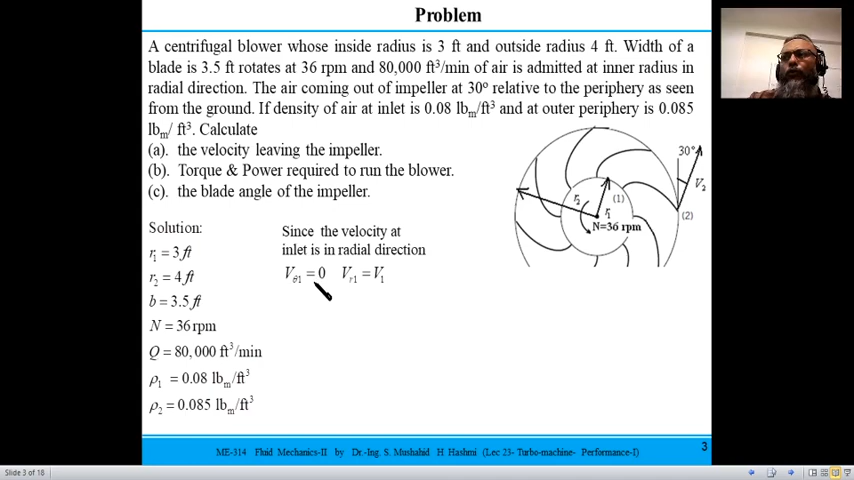 Problem
A centrifugal blower whose inside radius is 3 ft and outside radius 4 ft. Width of a
blade is 3.5 ft rotates at 36 rpm and 80,000 ft³/min of air is admitted at inner radius in
radial direction. The air coming out of impeller at 30º relative to the periphery as seen
from the ground. If density of air at inlet is 0.08 lbₘ/ft³ and at outer periphery is 0.085
lbₘ/ ft³. Calculate
(a). the velocity leaving the impeller.
(b). Torque & Power required to run the blower.
(c). the blade angle of the impeller.
30°
V₂
r₂
(1)
r₁
(2)
N=36 rpm
Solution:
r₁ = 3 ft
r₂ = 4 ft
b = 3.5 ft
N = 36 rpm
Q = 80,000 ft³/min
ρ₁ = 0.08 lbₘ/ft³
ρ₂ = 0.085 lbₘ/ft³
Since the velocity at
inlet is in radial direction
V_θ1 = 0 V_r1 = V₁
ME-314 Fluid Mechanics-II by Dr.-Ing. S. Mushahid H Hashmi (Lec 23- Turbo-machine- Performance-I)
3
Slide 3 of 18